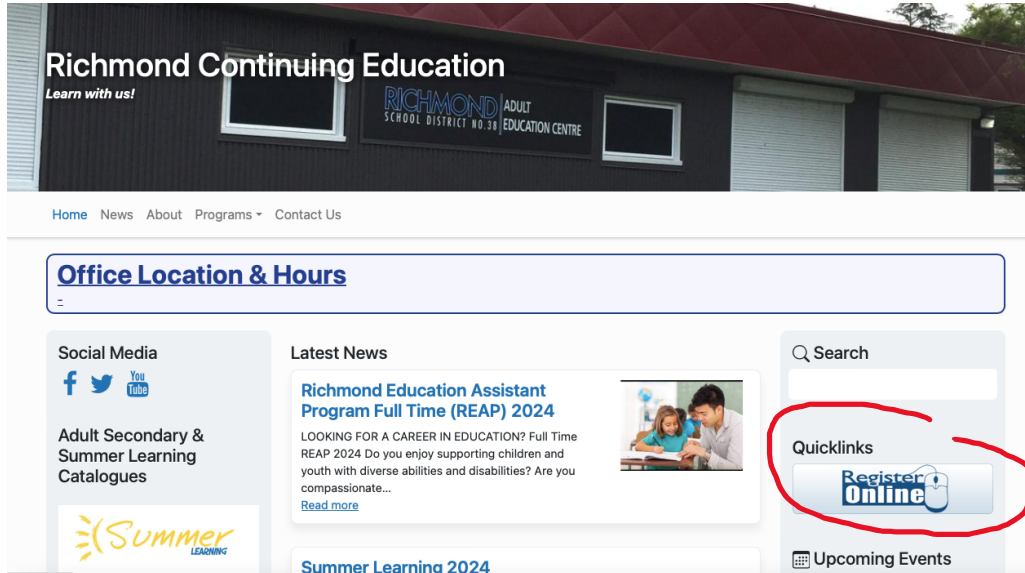 Richmond Continuing Education
Learn with us!
RICHMOND ADULT
SCHOOL DISTRICT NO.38 EDUCATION CENTRE
Home News About Programs Contact Us
Office Location & Hours
-
Social Media
You
Tube
Adult Secondary &
Summer Learning
Catalogues
Summer
LEARNING
Latest News
Richmond Education Assistant
Program Full Time (REAP) 2024
LOOKING FOR A CAREER IN EDUCATION? Full Time
REAP 2024 Do you enjoy supporting children and
youth with diverse abilities and disabilities? Are you
compassionate...
Read more
Summer Learning 2024
Search
Quicklinks
Register
Online
Upcoming Events